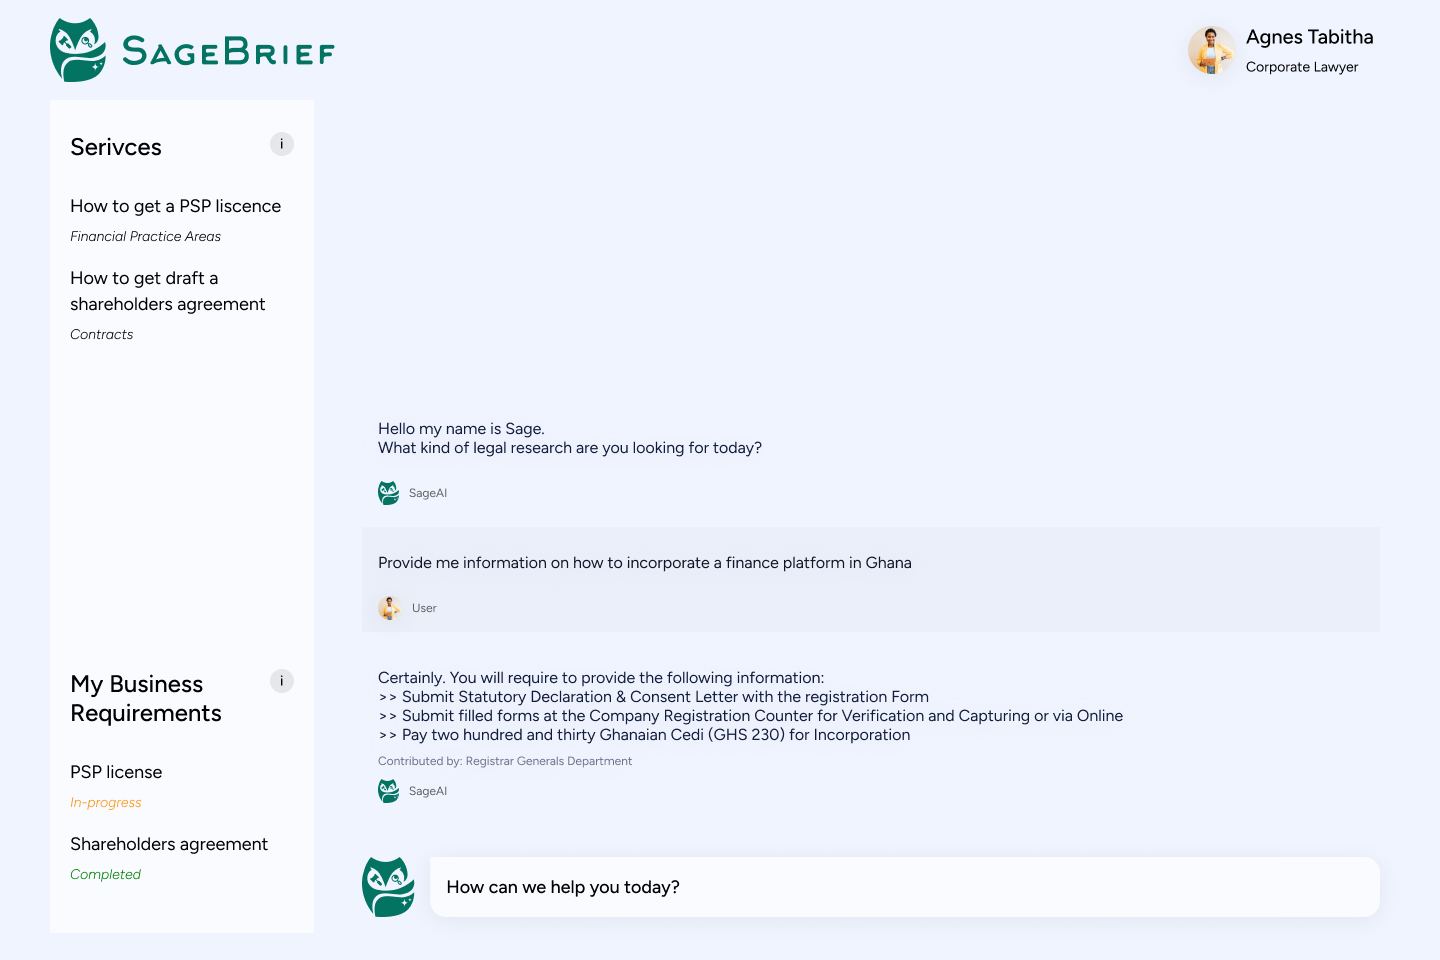 SAGEBRIEF
Agnes Tabitha
Corporate Lawyer
Serivces
i
How to get a PSP liscence
Financial Practice Areas
How to get draft a
shareholders agreement
Contracts
My Business
Requirements
i
PSP license
In-progress
Shareholders agreement
Completed
Hello my name is Sage.
What kind of legal research are you looking for today?
SageAI
Provide me information on how to incorporate a finance platform in Ghana
User
Certainly. You will require to provide the following information:
>> Submit Statutory Declaration & Consent Letter with the registration Form
>> Submit filled forms at the Company Registration Counter for Verification and Capturing or via Online
>> Pay two hundred and thirty Ghanaian Cedi (GHS 230) for Incorporation
Contributed by: Registrar Generals Department
SageAI
How can we help you today?